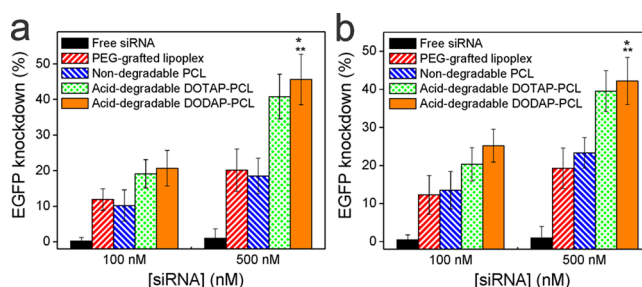 a
EGFP knockdown (%)
50
40
30
20
10
0
Free siRNA
PEG-grafted lipoplex
Non-degradable PCL
Acid-degradable DOTAP-PCL
Acid-degradable DODAP-PCL
*
**
100 nM 500 nM
[siRNA] (nM)
b
EGFP knockdown (%)
50
40
30
20
10
0
Free siRNA
PEG-grafted lipoplex
Non-degradable PCL
Acid-degradable DOTAP-PCL
Acid-degradable DODAP-PCL
*
**
100 nM 500 nM
[siRNA] (nM)